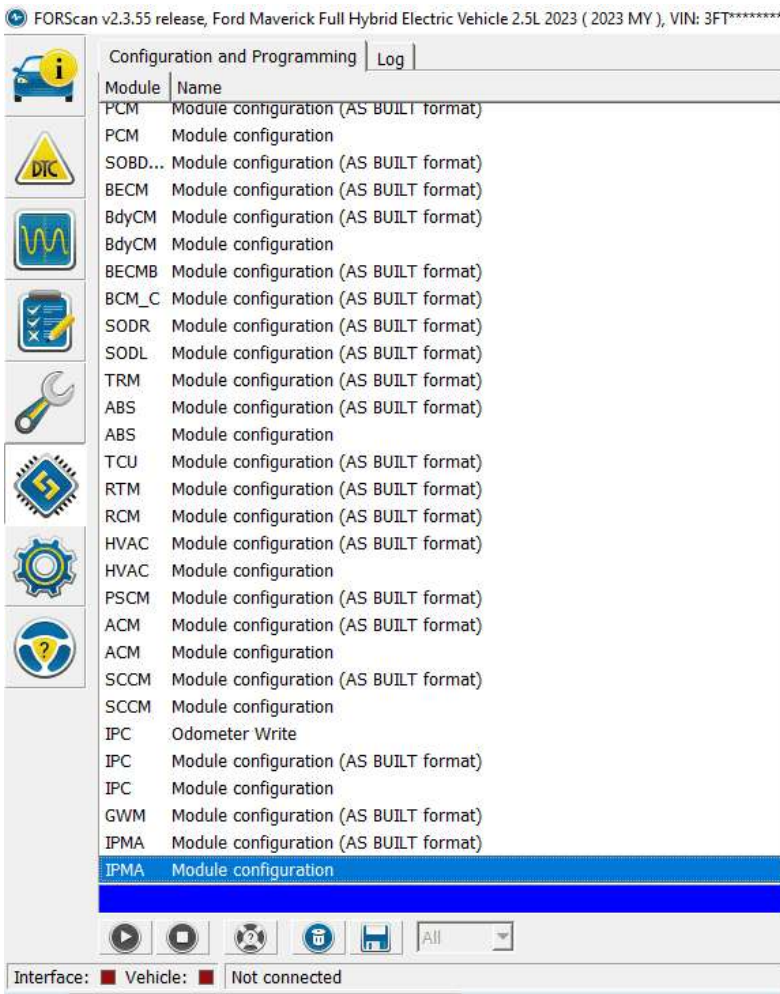 FORScan v2.3.55 release, Ford Maverick Full Hybrid Electric Vehicle 2.5L 2023 ( 2023 MY ), VIN: 3FT********
Configuration and Programming Log
Module Name
PCM Module configuration (AS BUILT format)
PCM Module configuration
SOBD... Module configuration (AS BUILT format)
BECM Module configuration (AS BUILT format)
BdyCM Module configuration (AS BUILT format)
BdyCM Module configuration
BECMB Module configuration (AS BUILT format)
BCM_C Module configuration (AS BUILT format)
SODR Module configuration (AS BUILT format)
SODL Module configuration (AS BUILT format)
TRM Module configuration (AS BUILT format)
ABS Module configuration (AS BUILT format)
ABS Module configuration
TCU Module configuration (AS BUILT format)
RTM Module configuration (AS BUILT format)
RCM Module configuration (AS BUILT format)
HVAC Module configuration (AS BUILT format)
HVAC Module configuration
PSCM Module configuration (AS BUILT format)
ACM Module configuration (AS BUILT format)
ACM Module configuration
SCCM Module configuration (AS BUILT format)
SCCM Module configuration
IPC Odometer Write
IPC Module configuration (AS BUILT format)
IPC Module configuration
GWM Module configuration (AS BUILT format)
IPMA Module configuration (AS BUILT format)
IPMA Module configuration
All
Interface: Vehicle: Not connected
i
DTC
?
?